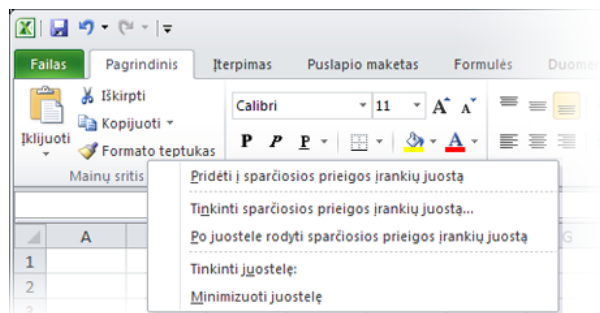 Failas Pagrindinis Įterpimas Puslapio maketas Formulės Duomen
Iškirpti
Kopijuoti
Įklijuoti
Formato teptukas
Mainų sritis
Calibri 11 A A
P P P A
Pridėti į sparčiosios prieigos įrankių juostą
Tinkinti sparčiosios prieigos įrankių juostą...
Po juostele rodyti sparčiosios prieigos įrankių juostą
Tinkinti juostelę:
Minimizuoti juostelę
A G
1
2
3